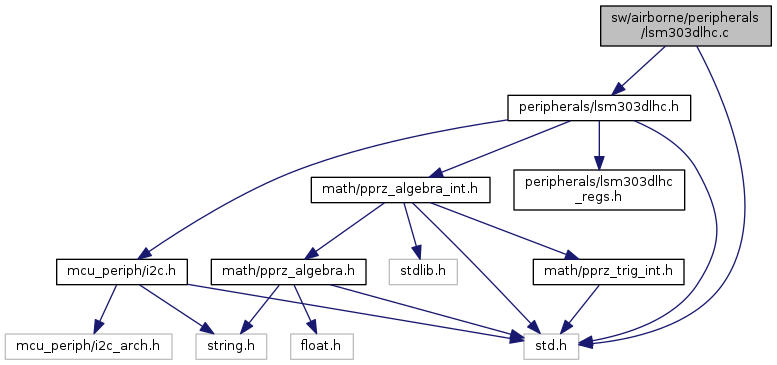 sw/airborne/peripherals
/lsm303dlhc.c
peripherals/lsm303dlhc.h
math/pprz_algebra_int.h
peripherals/lsm303dlhc
_regs.h
mcu_periph/i2c.h
math/pprz_algebra.h
stdlib.h
math/pprz_trig_int.h
mcu_periph/i2c_arch.h
string.h
float.h
std.h